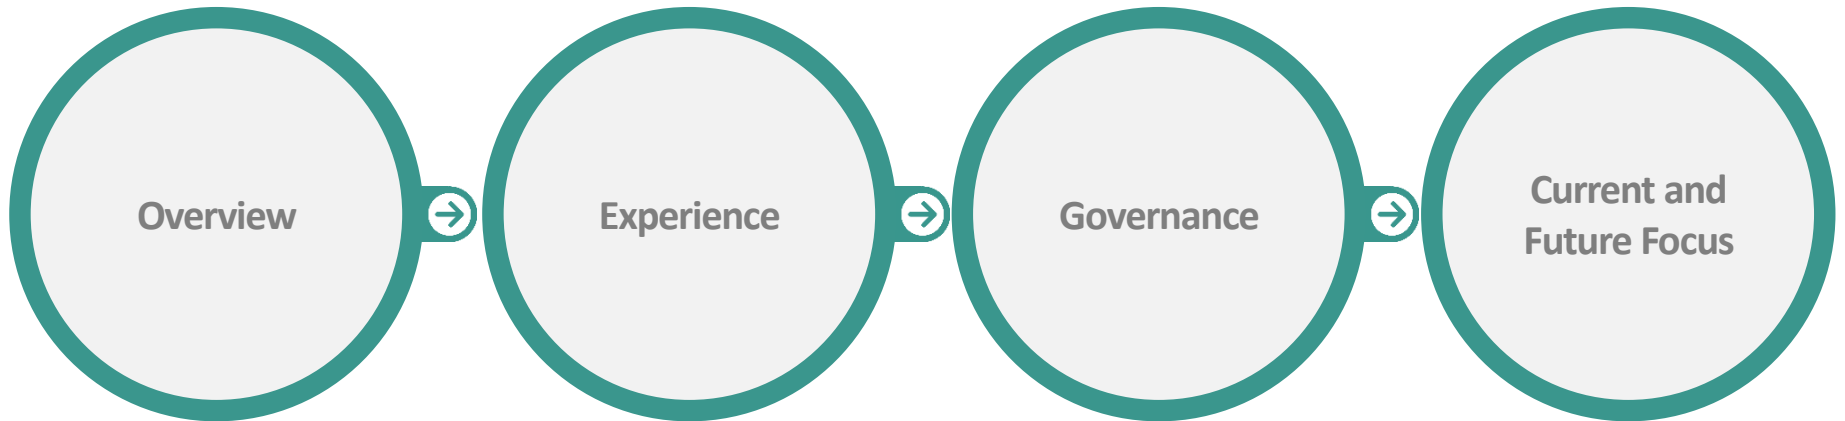 Overview
Experience
Governance
Current and
Future Focus